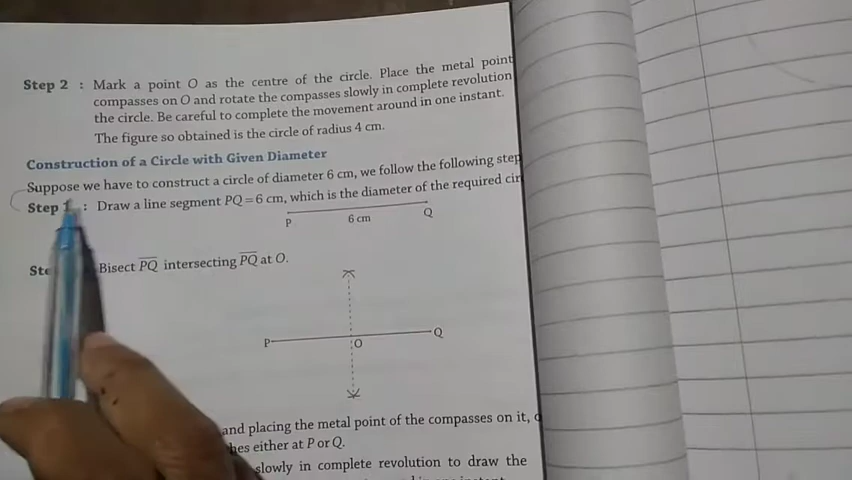 Step 2 : Mark a point O as the centre of the circle. Place the metal point
compasses on O and rotate the compasses slowly in complete revolution
the circle. Be careful to complete the movement around in one instant.
The figure so obtained is the circle of radius 4 cm.
Construction of a Circle with Given Diameter
Suppose we have to construct a circle of diameter 6 cm, we follow the following step
Step 1 : Draw a line segment PQ = 6 cm, which is the diameter of the required cir
P 6 cm Q
Ste Bisect PQ intersecting PQ at O.
P O Q
and placing the metal point of the compasses on it,
hes either at P or Q.
slowly in complete revolution to draw the